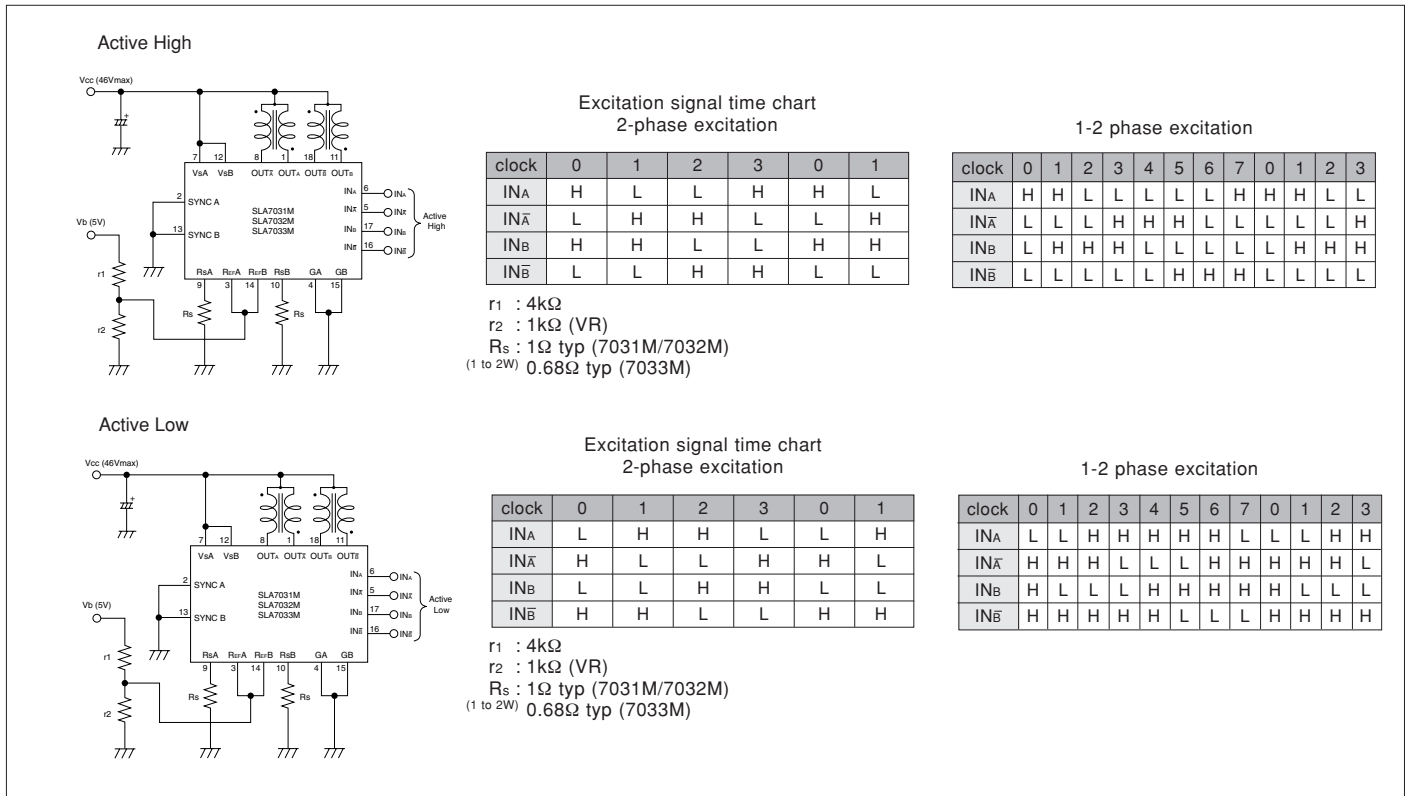 Active High
Vcc (46Vmax)
7 12 8 1 18 11
VsA VsB OUTA̅ OUTA OUTB̅ OUTB
2 SYNC A
13 SYNC B
SLA7031M
SLA7032M
SLA7033M
INA 6 INA
INA̅ 5 INA̅
INB 17 INB
INB̅ 16 INB̅
Active
High
Vb (5V)
r1
r2
RsA REFA REFB RsB GA GB
9 3 14 10 4 15
Rs Rs
Excitation signal time chart
2-phase excitation
clock 0 1 2 3 0 1
INA H L L H H L
INA̅ L H H L L H
INB H H L L H H
INB̅ L L H H L L
r1 : 4kΩ
r2 : 1kΩ (VR)
Rs : 1Ω typ (7031M/7032M)
(1 to 2W) 0.68Ω typ (7033M)
1-2 phase excitation
clock 0 1 2 3 4 5 6 7 0 1 2 3
INA H H L L L L L H H H L L
INA̅ L L L H H H L L L L L H
INB L H H H L L L L L H H H
INB̅ L L L L L H H H L L L L
Active Low
Vcc (46Vmax)
7 12 8 1 18 11
VsA VsB OUTA OUTA̅ OUTB OUTB̅
2 SYNC A
13 SYNC B
SLA7031M
SLA7032M
SLA7033M
INA 6 INA
INA̅ 5 INA̅
INB 17 INB
INB̅ 16 INB̅
Active
Low
Vb (5V)
r1
r2
RsA REFA REFB RsB GA GB
9 3 14 10 4 15
Rs Rs
Excitation signal time chart
2-phase excitation
clock 0 1 2 3 0 1
INA L H H L L H
INA̅ H L L H H L
INB L L H H L L
INB̅ H H L L H H
r1 : 4kΩ
r2 : 1kΩ (VR)
Rs : 1Ω typ (7031M/7032M)
(1 to 2W) 0.68Ω typ (7033M)
1-2 phase excitation
clock 0 1 2 3 4 5 6 7 0 1 2 3
INA L L H H H H H L L L H H
INA̅ H H H L L L H H H H H L
INB H L L L H H H H H L L L
INB̅ H H H H H L L L H H H H